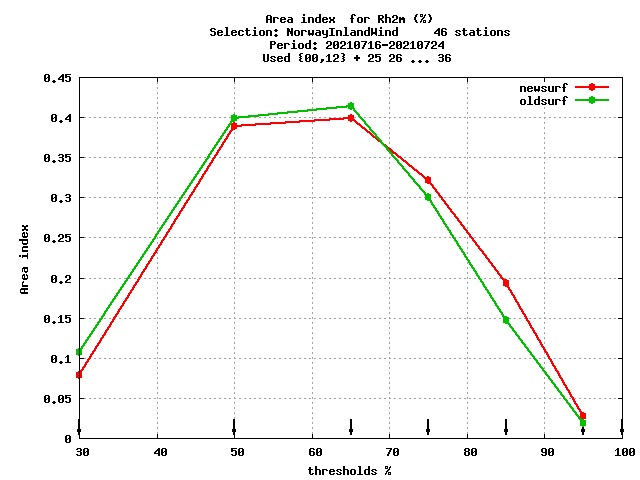 Area index  for Rh2m (%)
Selection: NorwayInlandWind     46 stations
Period: 20210716-20210724
Used {00,12} + 25 26 ... 36
newsurf
oldsurf
0.45
0.4
0.35
0.3
0.25
0.2
0.15
0.1
0.05
0
Area index
30 40 50 60 70 80 90 100
thresholds %